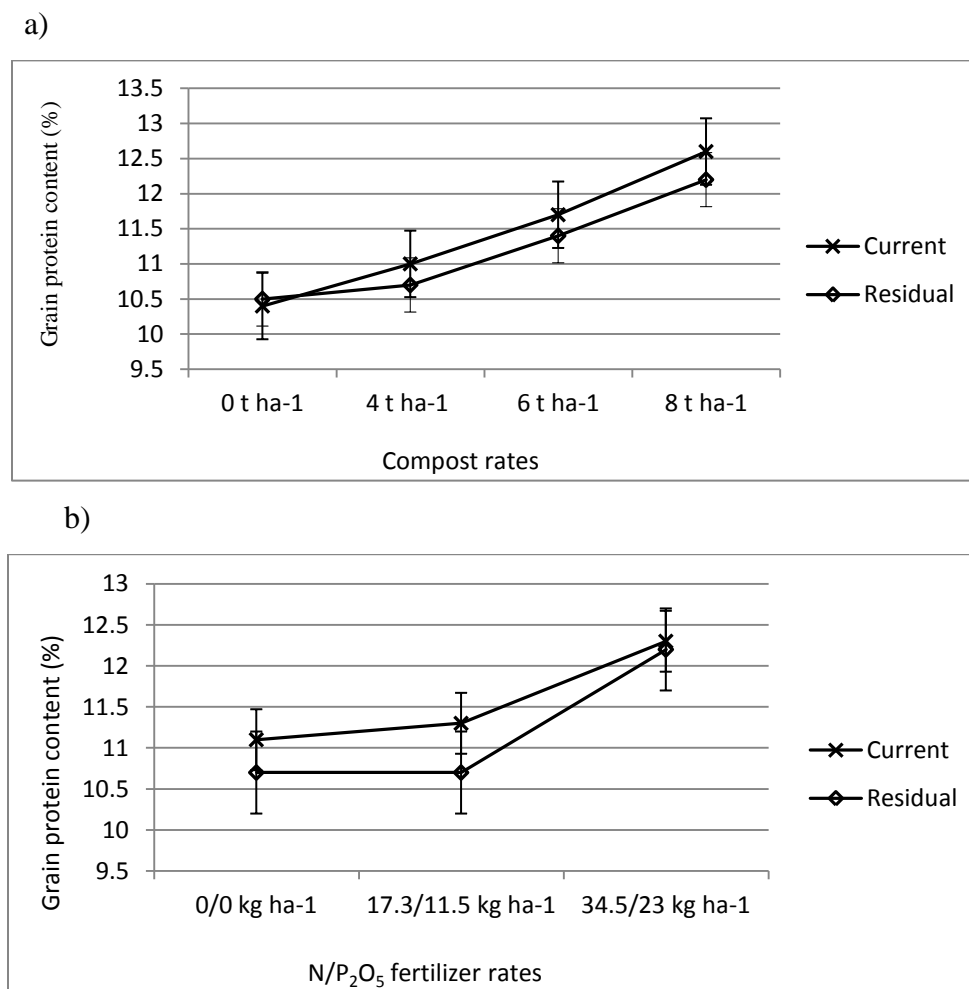 a)
Grain protein content (%)
13.5
13
12.5
12
11.5
11
10.5
10
9.5
0 t ha-1 4 t ha-1 6 t ha-1 8 t ha-1
Compost rates
Current
Residual
b)
Grain protein content (%)
13
12.5
12
11.5
11
10.5
10
9.5
0/0 kg ha-1 17.3/11.5 kg ha-1 34.5/23 kg ha-1
N/P₂O₅ fertilizer rates
Current
Residual